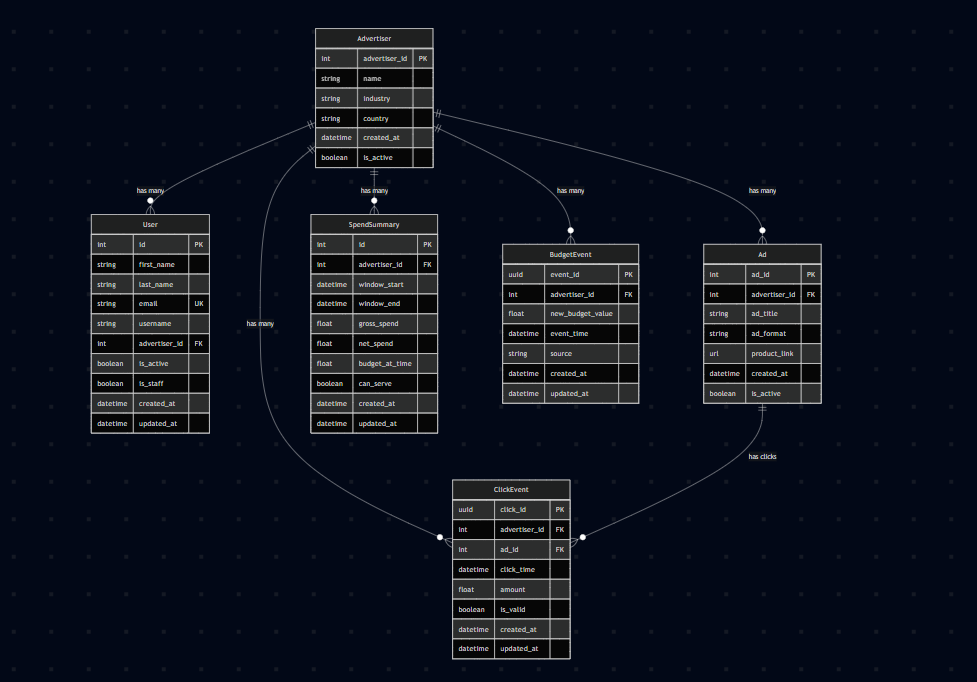 Advertiser
int advertiser_id PK
string name
string industry
string country
datetime created_at
boolean is_active
has many
has many
has many
has many
has many
User
int id PK
string first_name
string last_name
string email UK
string username
int advertiser_id FK
boolean is_active
boolean is_staff
datetime created_at
datetime updated_at
SpendSummary
int id PK
int advertiser_id FK
datetime window_start
datetime window_end
float gross_spend
float net_spend
float budget_at_time
boolean can_serve
datetime created_at
datetime updated_at
BudgetEvent
uuid event_id PK
int advertiser_id FK
float new_budget_value
datetime event_time
string source
datetime created_at
datetime updated_at
Ad
int ad_id PK
int advertiser_id FK
string ad_title
string ad_format
url product_link
datetime created_at
boolean is_active
has clicks
ClickEvent
uuid click_id PK
int advertiser_id FK
int ad_id FK
datetime click_time
float amount
boolean is_valid
datetime created_at
datetime updated_at